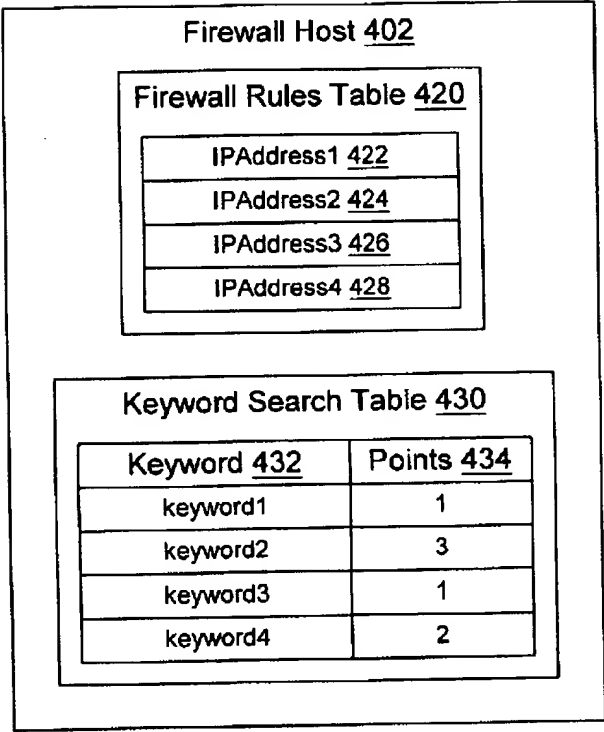 Firewall Host 402
Firewall Rules Table 420
IPAddress1 422
IPAddress2 424
IPAddress3 426
IPAddress4 428
Keyword Search Table 430
Keyword 432 Points 434
keyword1 1
keyword2 3
keyword3 1
keyword4 2